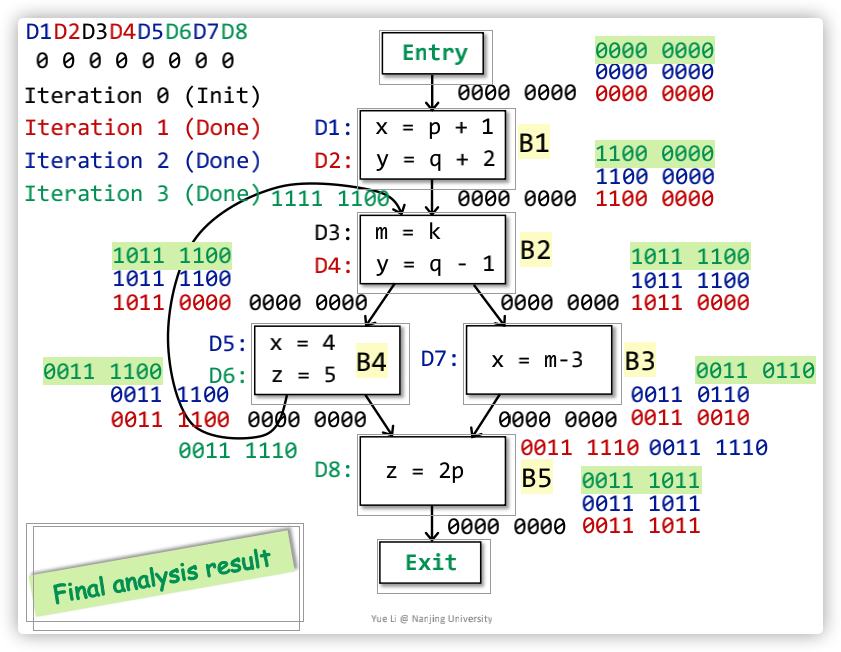 D1D2D3D4D5D6D7D8
0 0 0 0 0 0 0 0
Iteration 0 (Init)
Iteration 1 (Done)
Iteration 2 (Done)
Iteration 3 (Done)
Entry
0000 0000
0000 0000
0000 0000
0000 0000
D1: x = p + 1
D2: y = q + 2
B1
1100 0000
1100 0000
0000 0000 1100 0000
1111 1100
D3: m = k
D4: y = q - 1
B2
1011 1100
1011 1100
1011 0000 0000 0000
1011 1100
1011 1100
0000 0000 1011 0000
D5: x = 4
D6: z = 5
B4
D7: x = m-3
B3
0011 1100
0011 1100
0011 1100 0000 0000
0011 0110
0011 0110
0000 0000 0011 0010
0011 1110
0011 1110 0011 1110
D8: z = 2p
B5
0011 1011
0011 1011
0000 0000 0011 1011
Exit
Final analysis result
Yue Li @ Nanjing University